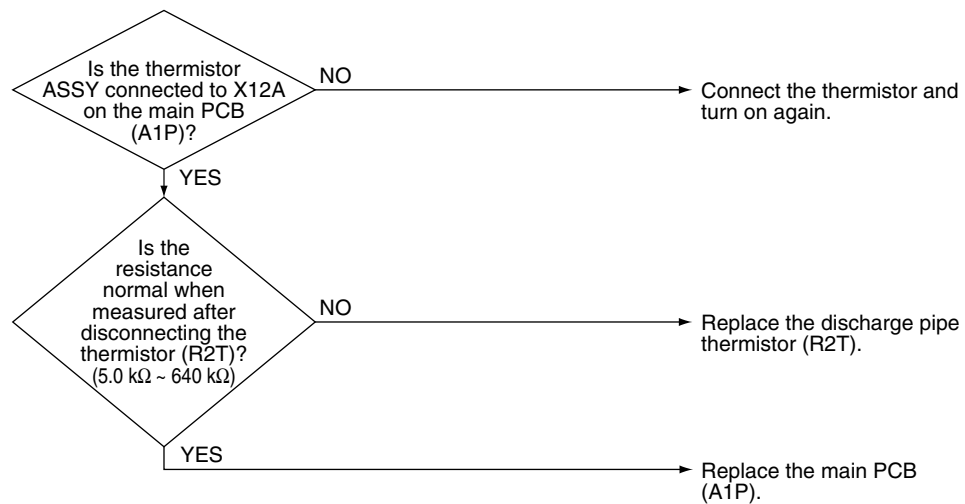 Is the thermistor
ASSY connected to X12A
on the main PCB
(A1P)?
NO
Connect the thermistor and
turn on again.
YES
Is the
resistance
normal when
measured after
disconnecting the
thermistor (R2T)?
(5.0 kΩ ~ 640 kΩ)
NO
Replace the discharge pipe
thermistor (R2T).
YES
Replace the main PCB
(A1P).